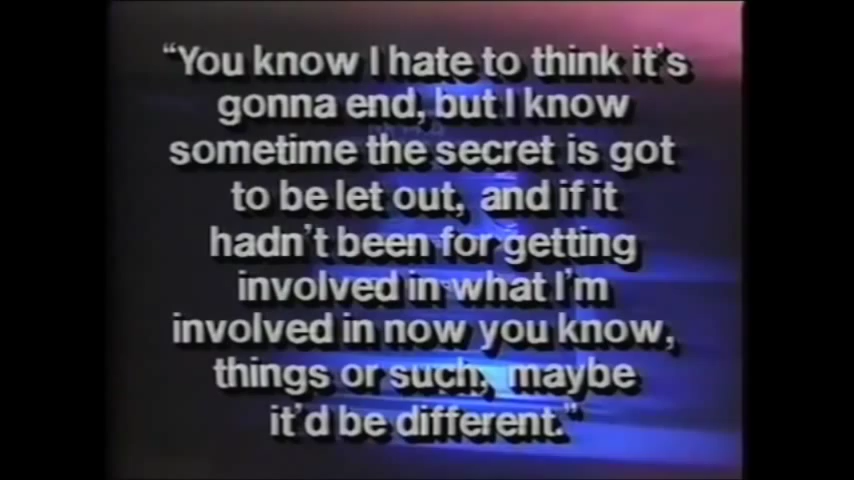 “You know I hate to think it’s
gonna end, but I know
sometime the secret is got
to be let out, and if it
hadn’t been for getting
involved in what I’m
involved in now you know,
things or such, maybe
it’d be different.”